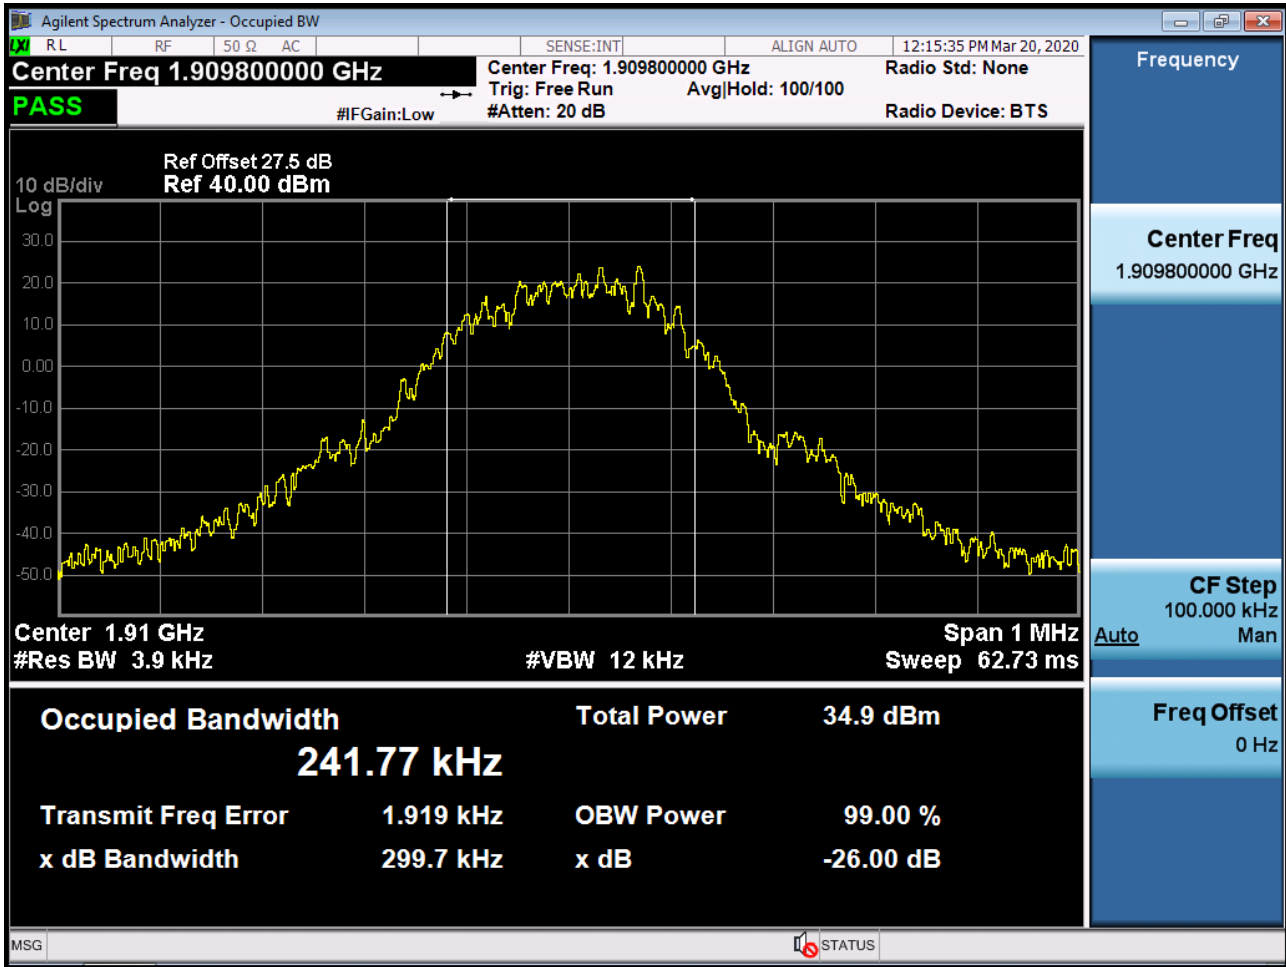 Agilent Spectrum Analyzer - Occupied BW
LXI RL RF 50 Ω AC SENSE:INT ALIGN AUTO 12:15:35 PM Mar 20, 2020
Center Freq 1.909800000 GHz
PASS
#IFGain:Low
Center Freq: 1.909800000 GHz
Trig: Free Run Avg|Hold: 100/100
#Atten: 20 dB
Radio Std: None
Radio Device: BTS
Ref Offset 27.5 dB
10 dB/div Ref 40.00 dBm
Log
30.0
20.0
10.0
0.00
-10.0
-20.0
-30.0
-40.0
-50.0
Center 1.91 GHz Span 1 MHz
#Res BW 3.9 kHz #VBW 12 kHz Sweep 62.73 ms
Occupied Bandwidth Total Power 34.9 dBm
241.77 kHz
Transmit Freq Error 1.919 kHz OBW Power 99.00 %
x dB Bandwidth 299.7 kHz x dB -26.00 dB
MSG STATUS
Frequency
Center Freq
1.909800000 GHz
CF Step
100.000 kHz
Auto Man
Freq Offset
0 Hz